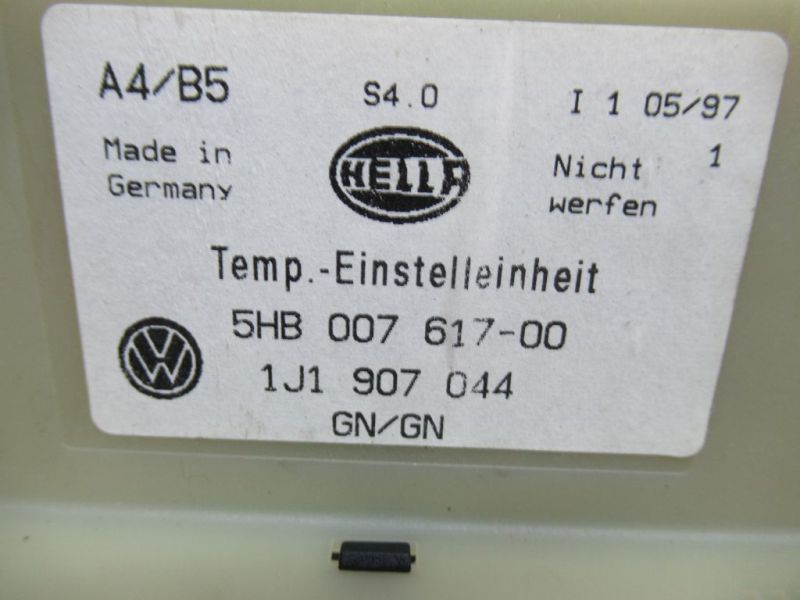 A4/B5
S4.0
I 1 05/97
Made in
Germany
HELLA
Nicht 1
werfen
Temp.-Einstelleinheit
5HB 007 617-00
VW
1J1 907 044
GN/GN